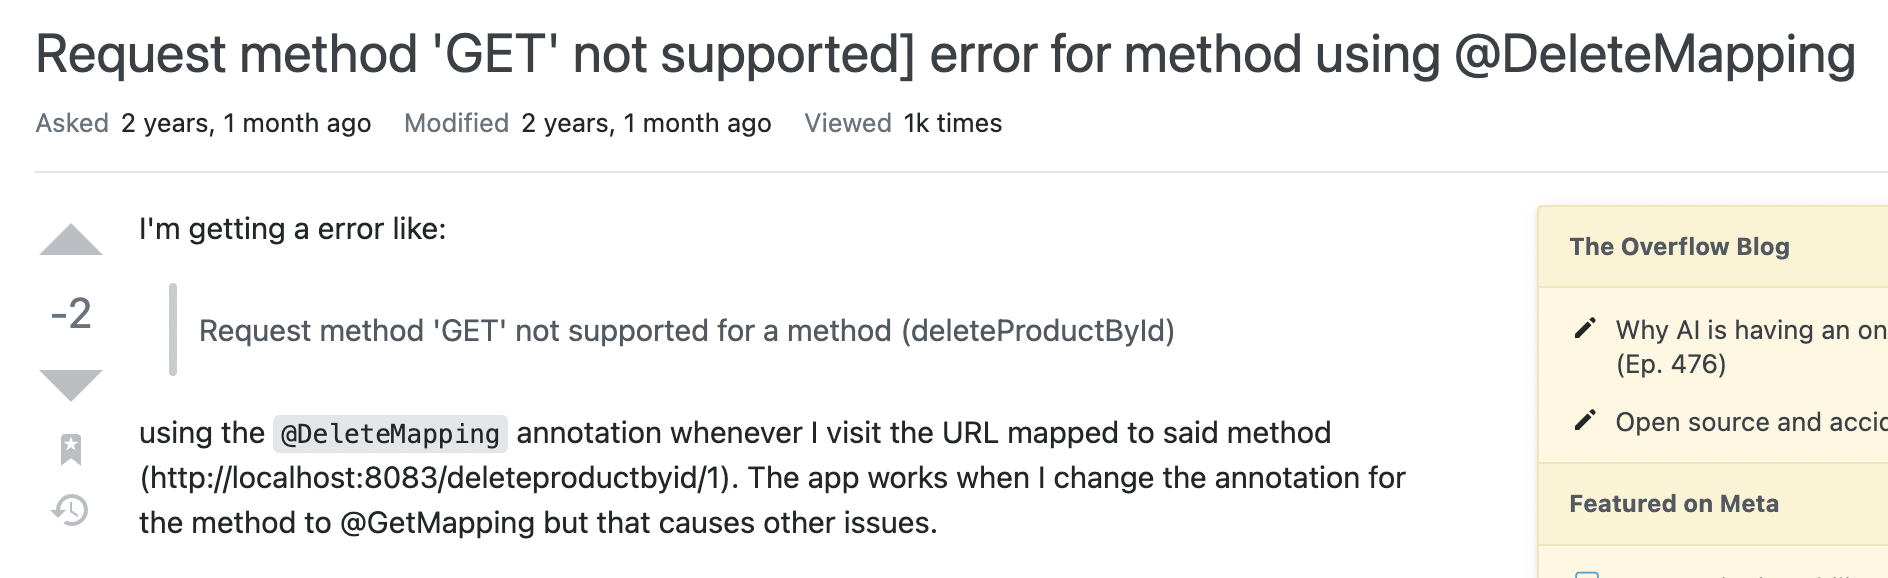 Request method 'GET' not supported] error for method using @DeleteMapping
Asked 2 years, 1 month ago Modified 2 years, 1 month ago Viewed 1k times
I'm getting a error like:
-2
Request method 'GET' not supported for a method (deleteProductById)
using the @DeleteMapping annotation whenever I visit the URL mapped to said method
(http://localhost:8083/deleteproductbyid/1). The app works when I change the annotation for
the method to @GetMapping but that causes other issues.
The Overflow Blog
Why AI is having an on
(Ep. 476)
Open source and accid
Featured on Meta